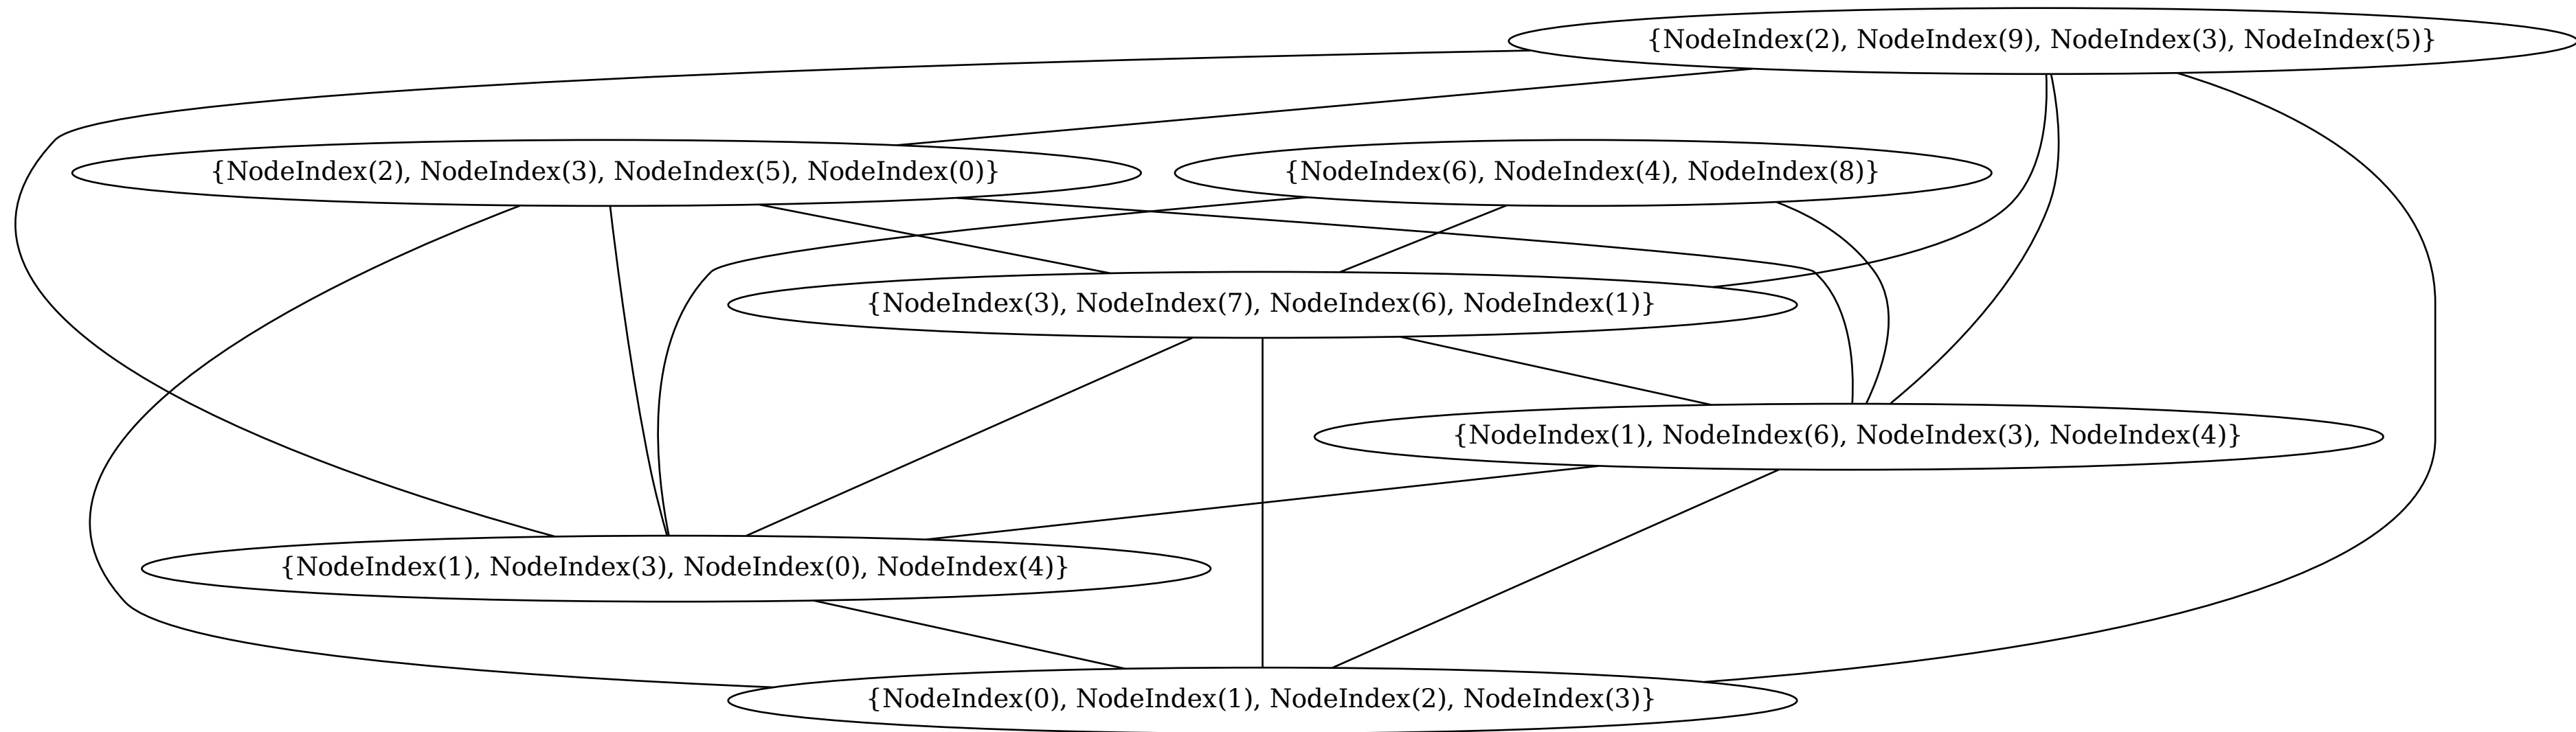 {NodeIndex(2), NodeIndex(9), NodeIndex(3), NodeIndex(5)}
{NodeIndex(2), NodeIndex(3), NodeIndex(5), NodeIndex(0)}
{NodeIndex(6), NodeIndex(4), NodeIndex(8)}
{NodeIndex(3), NodeIndex(7), NodeIndex(6), NodeIndex(1)}
{NodeIndex(1), NodeIndex(6), NodeIndex(3), NodeIndex(4)}
{NodeIndex(1), NodeIndex(3), NodeIndex(0), NodeIndex(4)}
{NodeIndex(0), NodeIndex(1), NodeIndex(2), NodeIndex(3)}